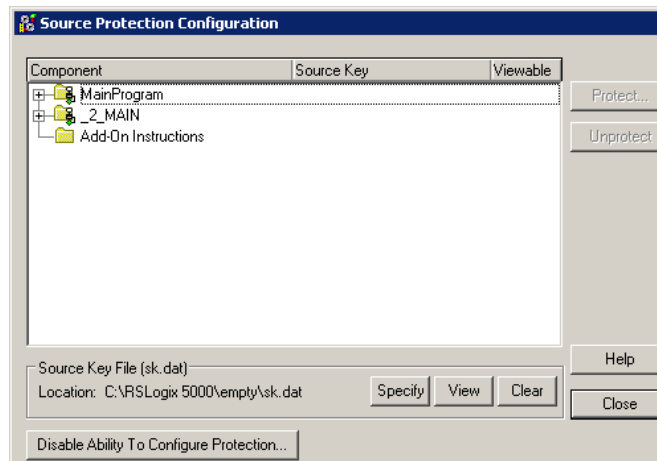 Source Protection Configuration
Component Source Key Viewable
MainProgram
Protect...
_2_MAIN
Unprotect
Add-On Instructions
Help
Source Key File (sk.dat)
Location: C:\RSLogix 5000\empty\sk.dat Specify View Clear
Close
Disable Ability To Configure Protection...